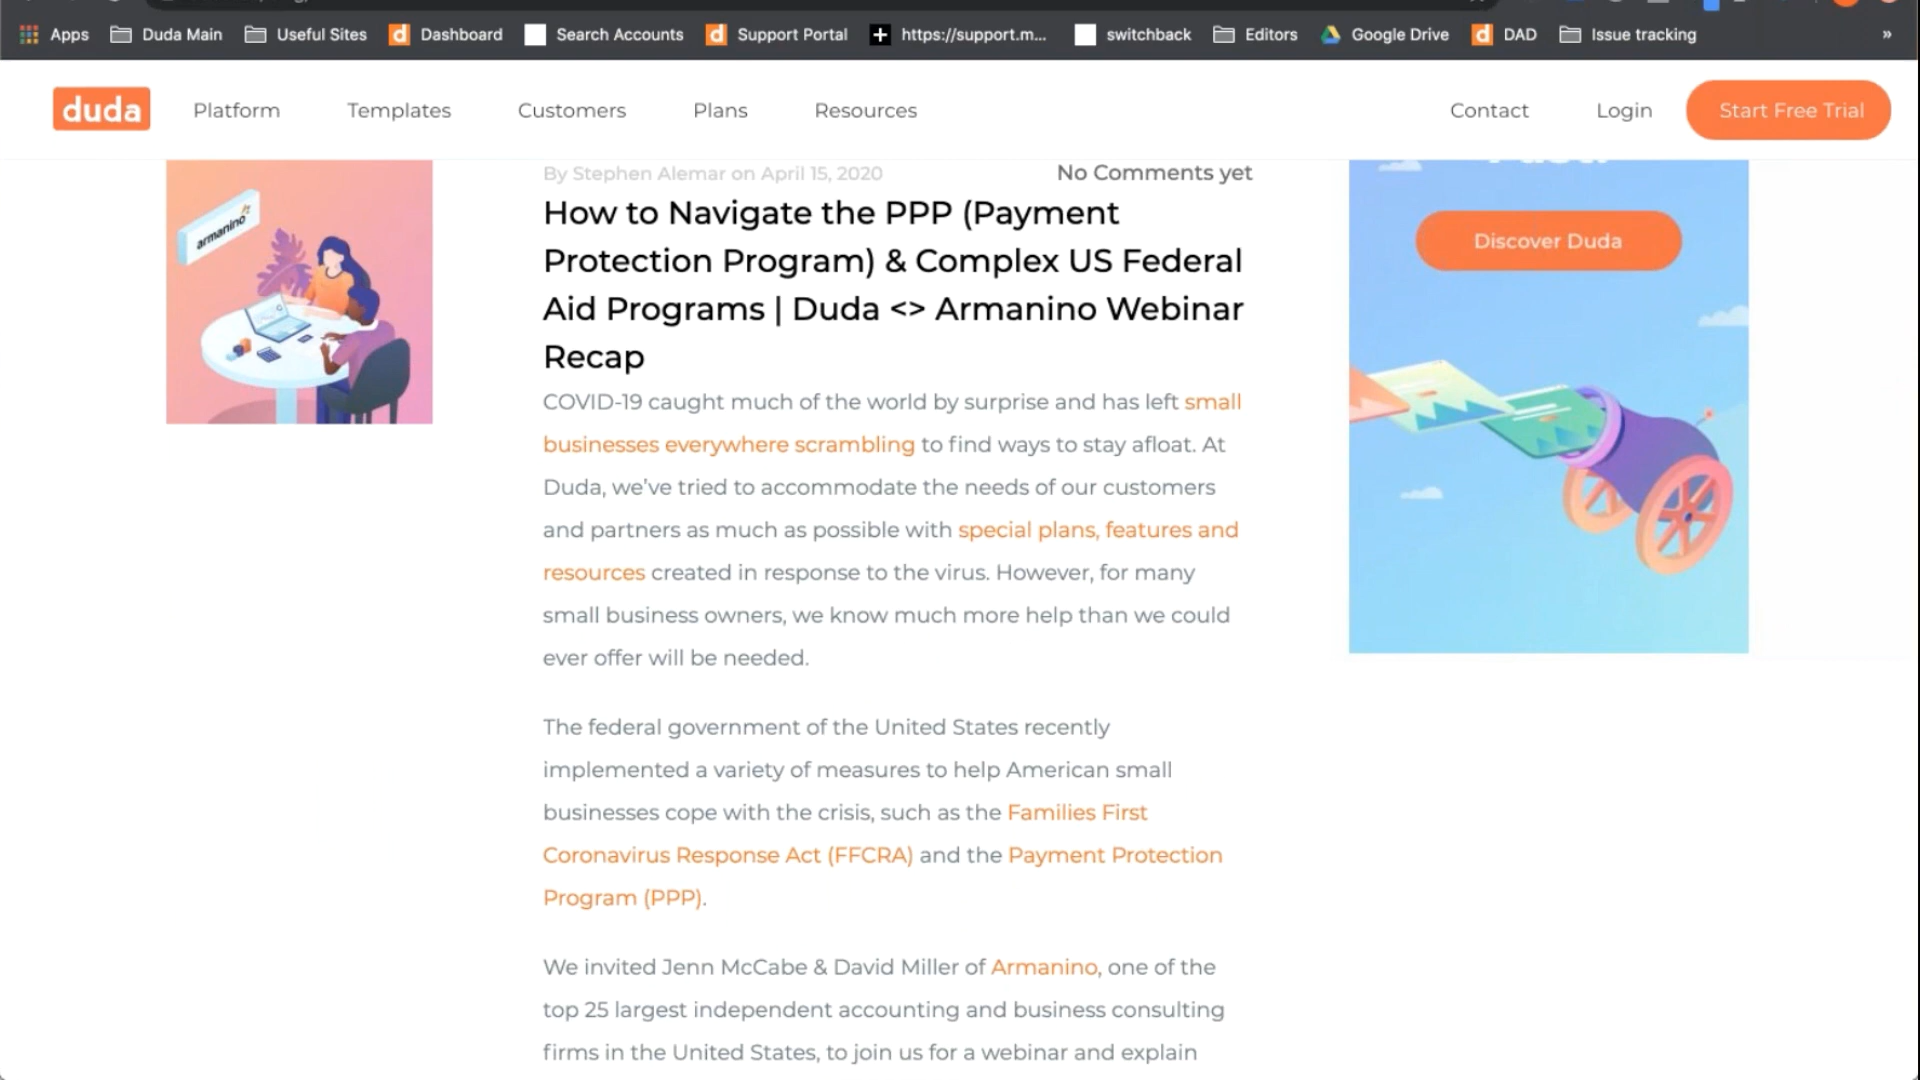 Apps Duda Main Useful Sites Dashboard Search Accounts Support Portal https://support.m... switchback Editors Google Drive DAD Issue tracking »
duda Platform Templates Customers Plans Resources Contact Login Start Free Trial
armanino
By Stephen Alemar on April 15, 2020 No Comments yet
How to Navigate the PPP (Payment
Protection Program) & Complex US Federal
Aid Programs | Duda <> Armanino Webinar
Recap
COVID-19 caught much of the world by surprise and has left small
businesses everywhere scrambling to find ways to stay afloat. At
Duda, we've tried to accommodate the needs of our customers
and partners as much as possible with special plans, features and
resources created in response to the virus. However, for many
small business owners, we know much more help than we could
ever offer will be needed.
The federal government of the United States recently
implemented a variety of measures to help American small
businesses cope with the crisis, such as the Families First
Coronavirus Response Act (FFCRA) and the Payment Protection
Program (PPP).
We invited Jenn McCabe & David Miller of Armanino, one of the
top 25 largest independent accounting and business consulting
firms in the United States, to join us for a webinar and explain
Discover Duda